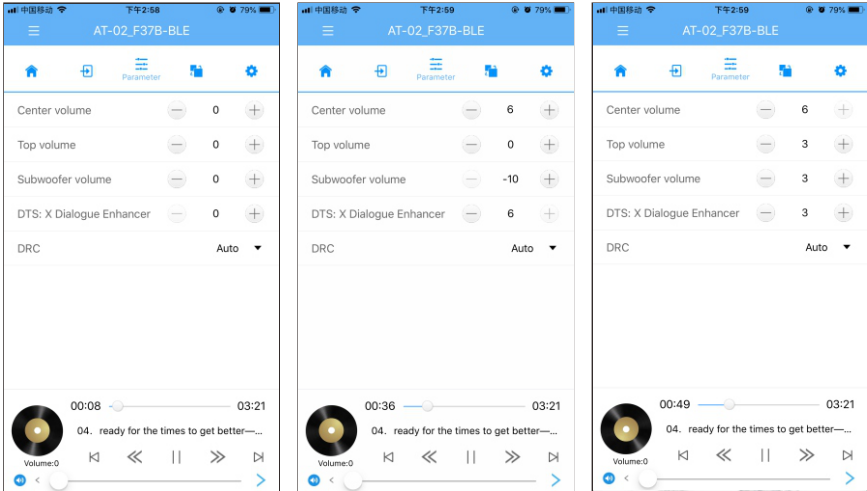 中国移动 下午2:58 79%
AT-02_F37B-BLE
Parameter
Center volume 0
Top volume 0
Subwoofer volume 0
DTS: X Dialogue Enhancer 0
DRC Auto
00:08 03:21
04. ready for the times to get better—...
Volume:0
中国移动 下午2:59 79%
AT-02_F37B-BLE
Parameter
Center volume 6
Top volume 0
Subwoofer volume -10
DTS: X Dialogue Enhancer 6
DRC Auto
00:36 03:21
04. ready for the times to get better—...
Volume:0
中国移动 下午2:59 79%
AT-02_F37B-BLE
Parameter
Center volume 6
Top volume 3
Subwoofer volume 3
DTS: X Dialogue Enhancer 3
DRC Auto
00:49 03:21
04. ready for the times to get better—...
Volume:0